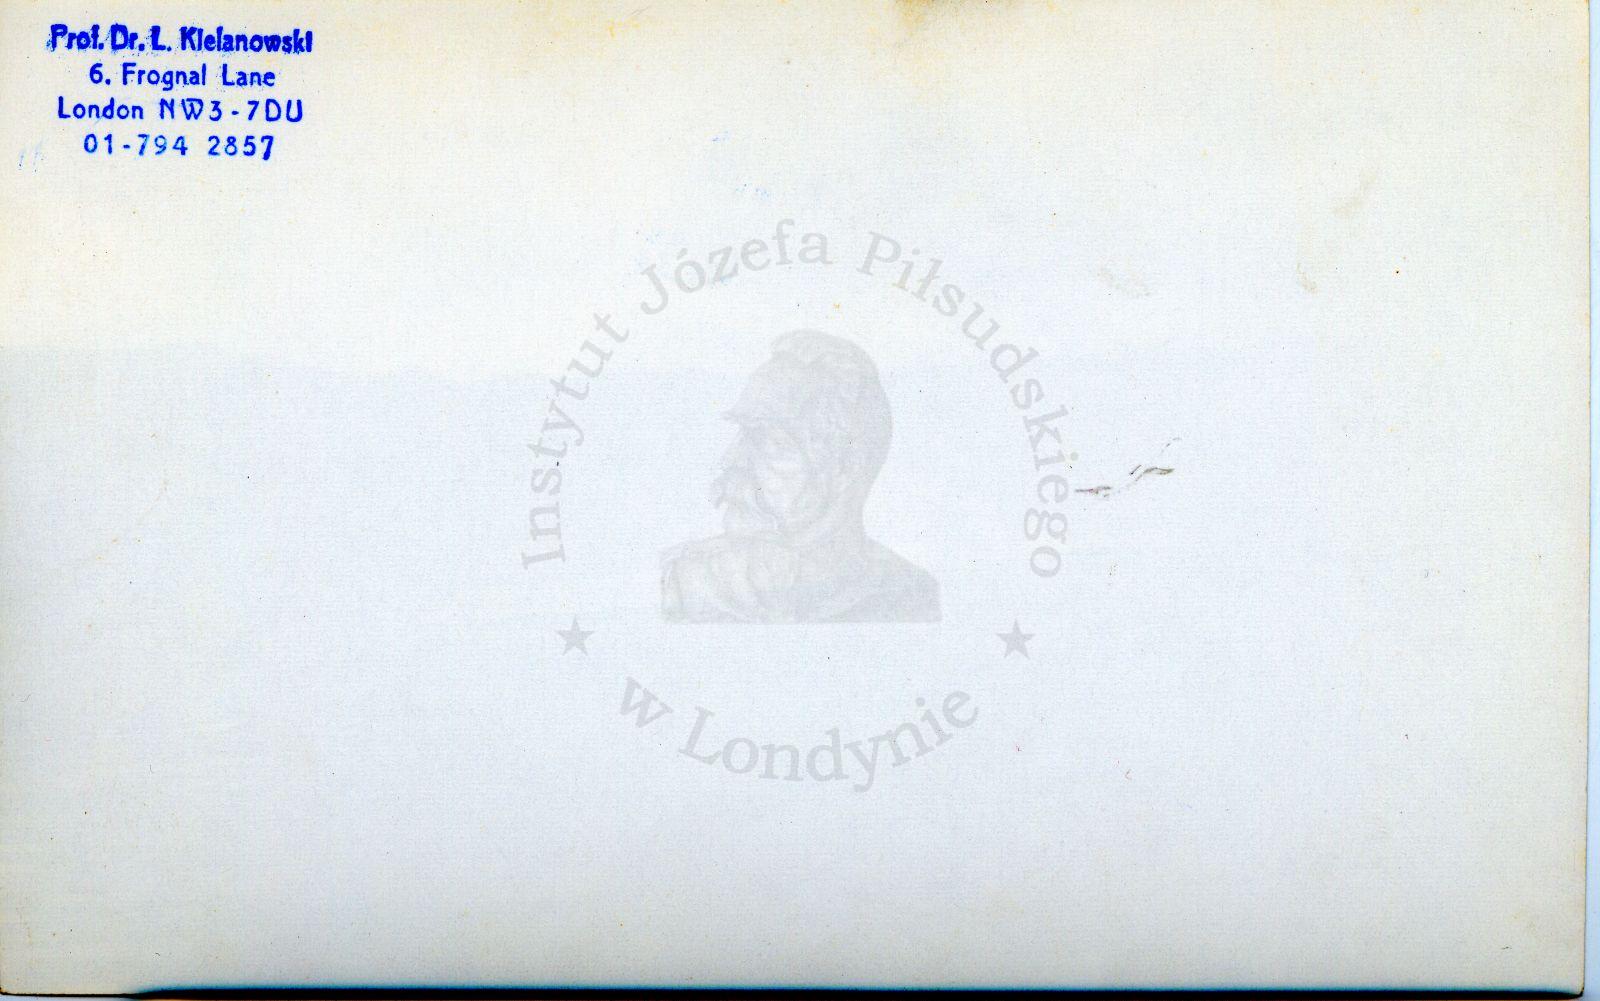 Prof. Dr. L. Kielanowski
6. Frognal Lane
London NW3-7DU
01-794 2857
Instytut Józefa Piłsudskiego
w Londynie